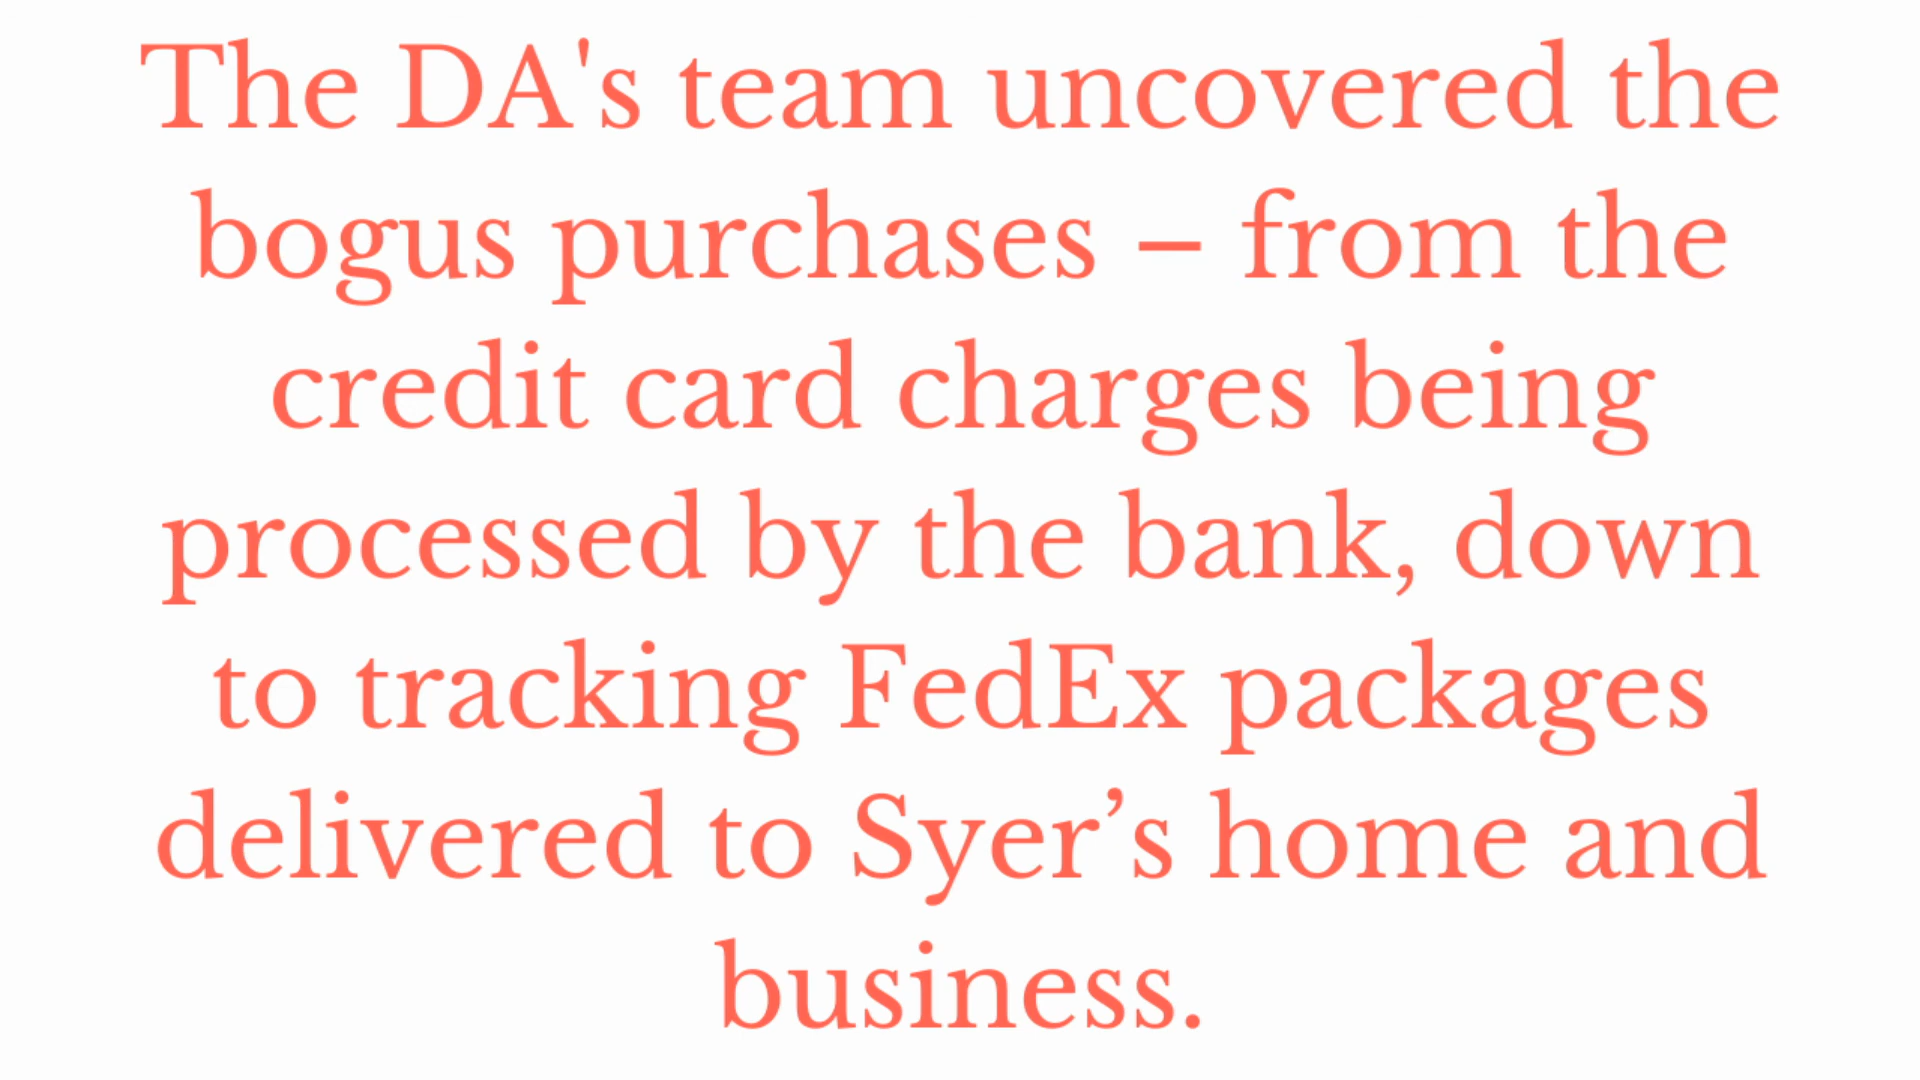 The DA's team uncovered the
bogus purchases – from the
credit card charges being
processed by the bank, down
to tracking FedEx packages
delivered to Syer’s home and
business.